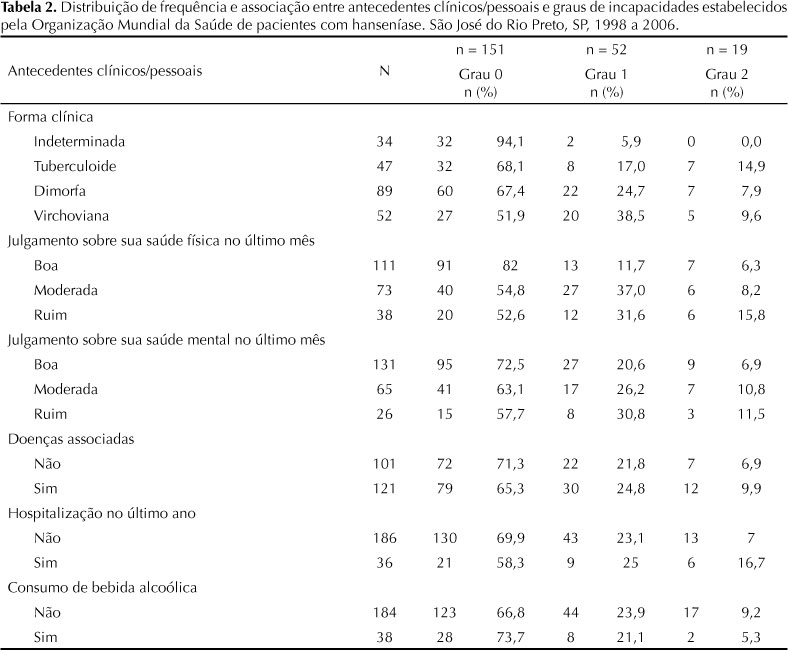 Tabela 2. Distribuição de frequência e associação entre antecedentes clínicos/pessoais e graus de incapacidades estabelecidos
pela Organização Mundial da Saúde de pacientes com hanseníase. São José do Rio Preto, SP, 1998 a 2006.
n = 151 n = 52 n = 19
Antecedentes clínicos/pessoais N Grau 0 Grau 1 Grau 2
n (%) n (%) n (%)
Forma clínica
Indeterminada 34 32 94,1 2 5,9 0 0,0
Tuberculoide 47 32 68,1 8 17,0 7 14,9
Dimorfa 89 60 67,4 22 24,7 7 7,9
Virchoviana 52 27 51,9 20 38,5 5 9,6
Julgamento sobre sua saúde física no último mês
Boa 111 91 82 13 11,7 7 6,3
Moderada 73 40 54,8 27 37,0 6 8,2
Ruim 38 20 52,6 12 31,6 6 15,8
Julgamento sobre sua saúde mental no último mês
Boa 131 95 72,5 27 20,6 9 6,9
Moderada 65 41 63,1 17 26,2 7 10,8
Ruim 26 15 57,7 8 30,8 3 11,5
Doenças associadas
Não 101 72 71,3 22 21,8 7 6,9
Sim 121 79 65,3 30 24,8 12 9,9
Hospitalização no último ano
Não 186 130 69,9 43 23,1 13 7
Sim 36 21 58,3 9 25 6 16,7
Consumo de bebida alcoólica
Não 184 123 66,8 44 23,9 17 9,2
Sim 38 28 73,7 8 21,1 2 5,3